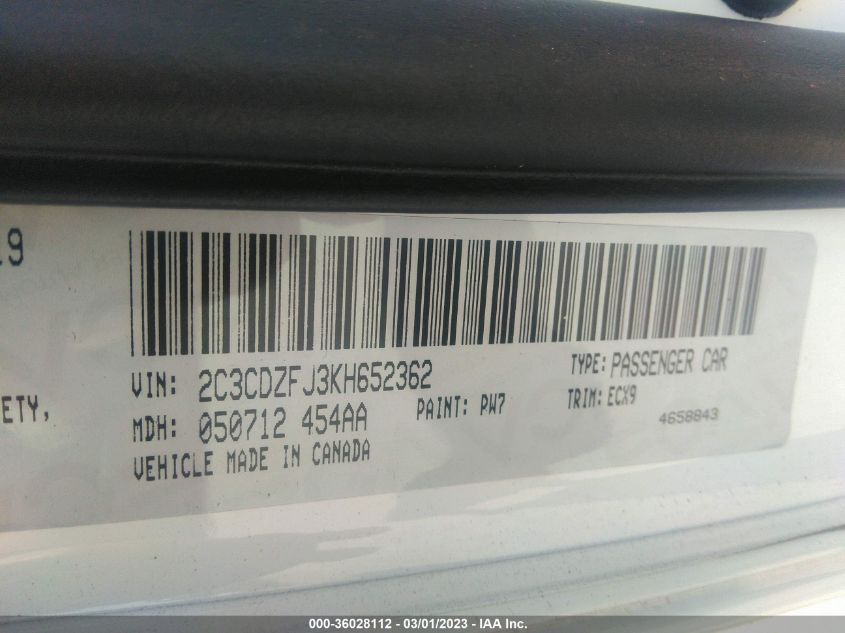 19
VIN: 2C3CDZFJ3KH652362
TYPE: PASSENGER CAR
ETY,
MDH: 050712 454AA
PAINT: PW7
TRIM: ECX9
4658843
VEHICLE MADE IN CANADA
000-36028112 - 03/01/2023 - IAA Inc.